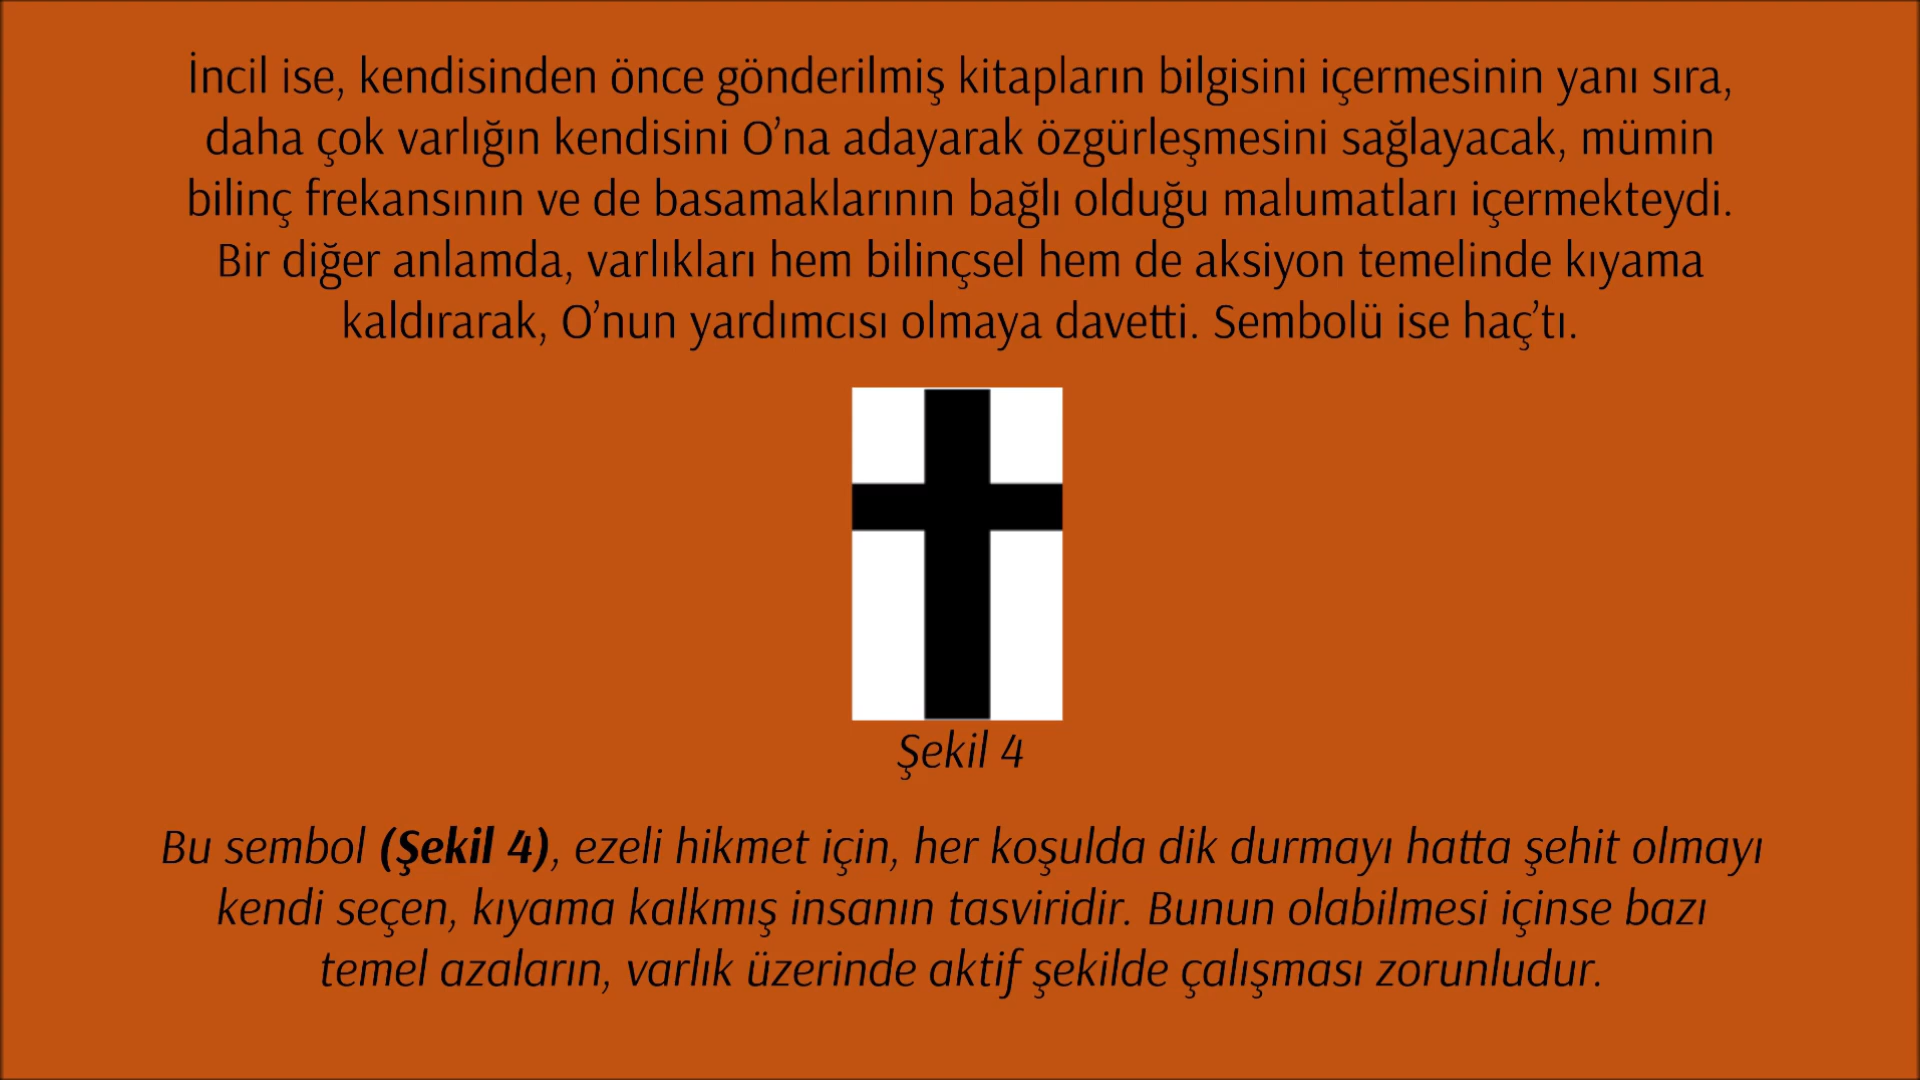 İncil ise, kendisinden önce gönderilmiş kitapların bilgisini içermesinin yanı sıra,
daha çok varlığın kendisini O’na adayarak özgürleşmesini sağlayacak, mümin
bilinç frekansının ve de basamaklarının bağlı olduğu malumatları içermekteydi.
Bir diğer anlamda, varlıkları hem bilinçsel hem de aksiyon temelinde kıyama
kaldırarak, O’nun yardımcısı olmaya davetti. Sembolü ise haç’tı.
Şekil 4
Bu sembol (Şekil 4), ezeli hikmet için, her koşulda dik durmayı hatta şehit olmayı
kendi seçen, kıyama kalkmış insanın tasviridir. Bunun olabilmesi içinse bazı
temel azaların, varlık üzerinde aktif şekilde çalışması zorunludur.